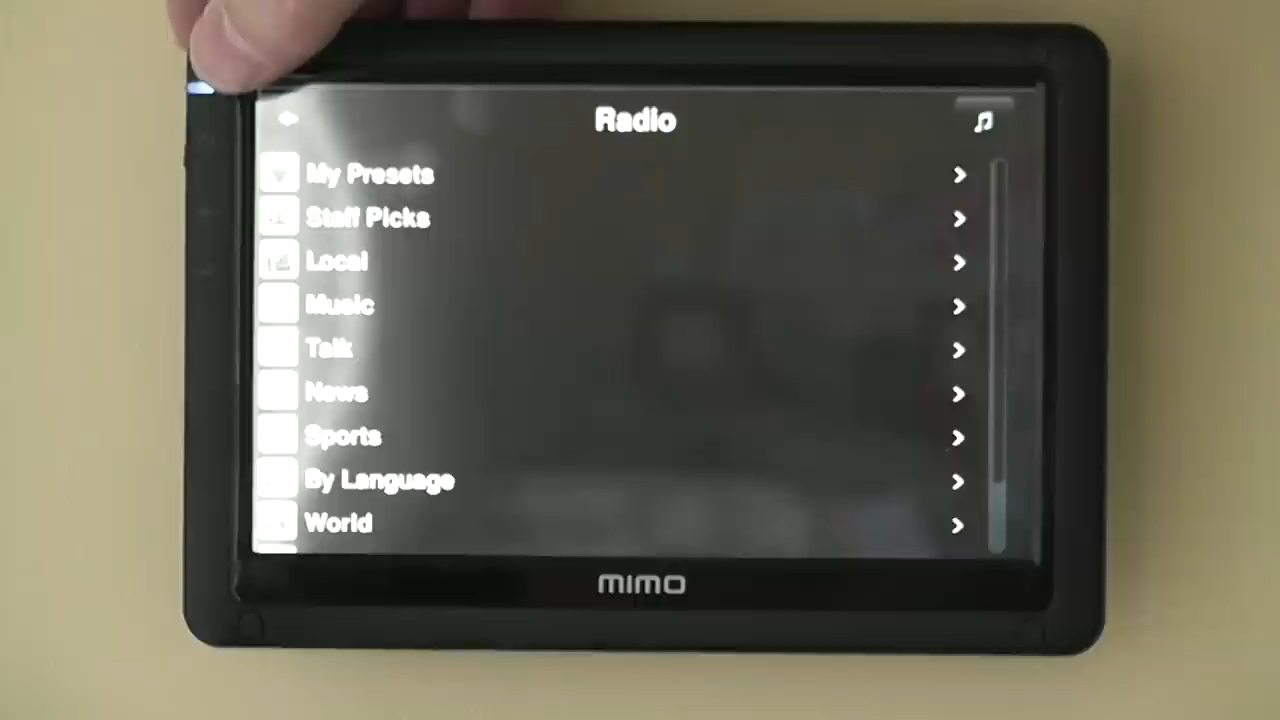 Radio
My Presets
Staff Picks
Local
Music
Talk
News
Sports
By Language
World
mimo